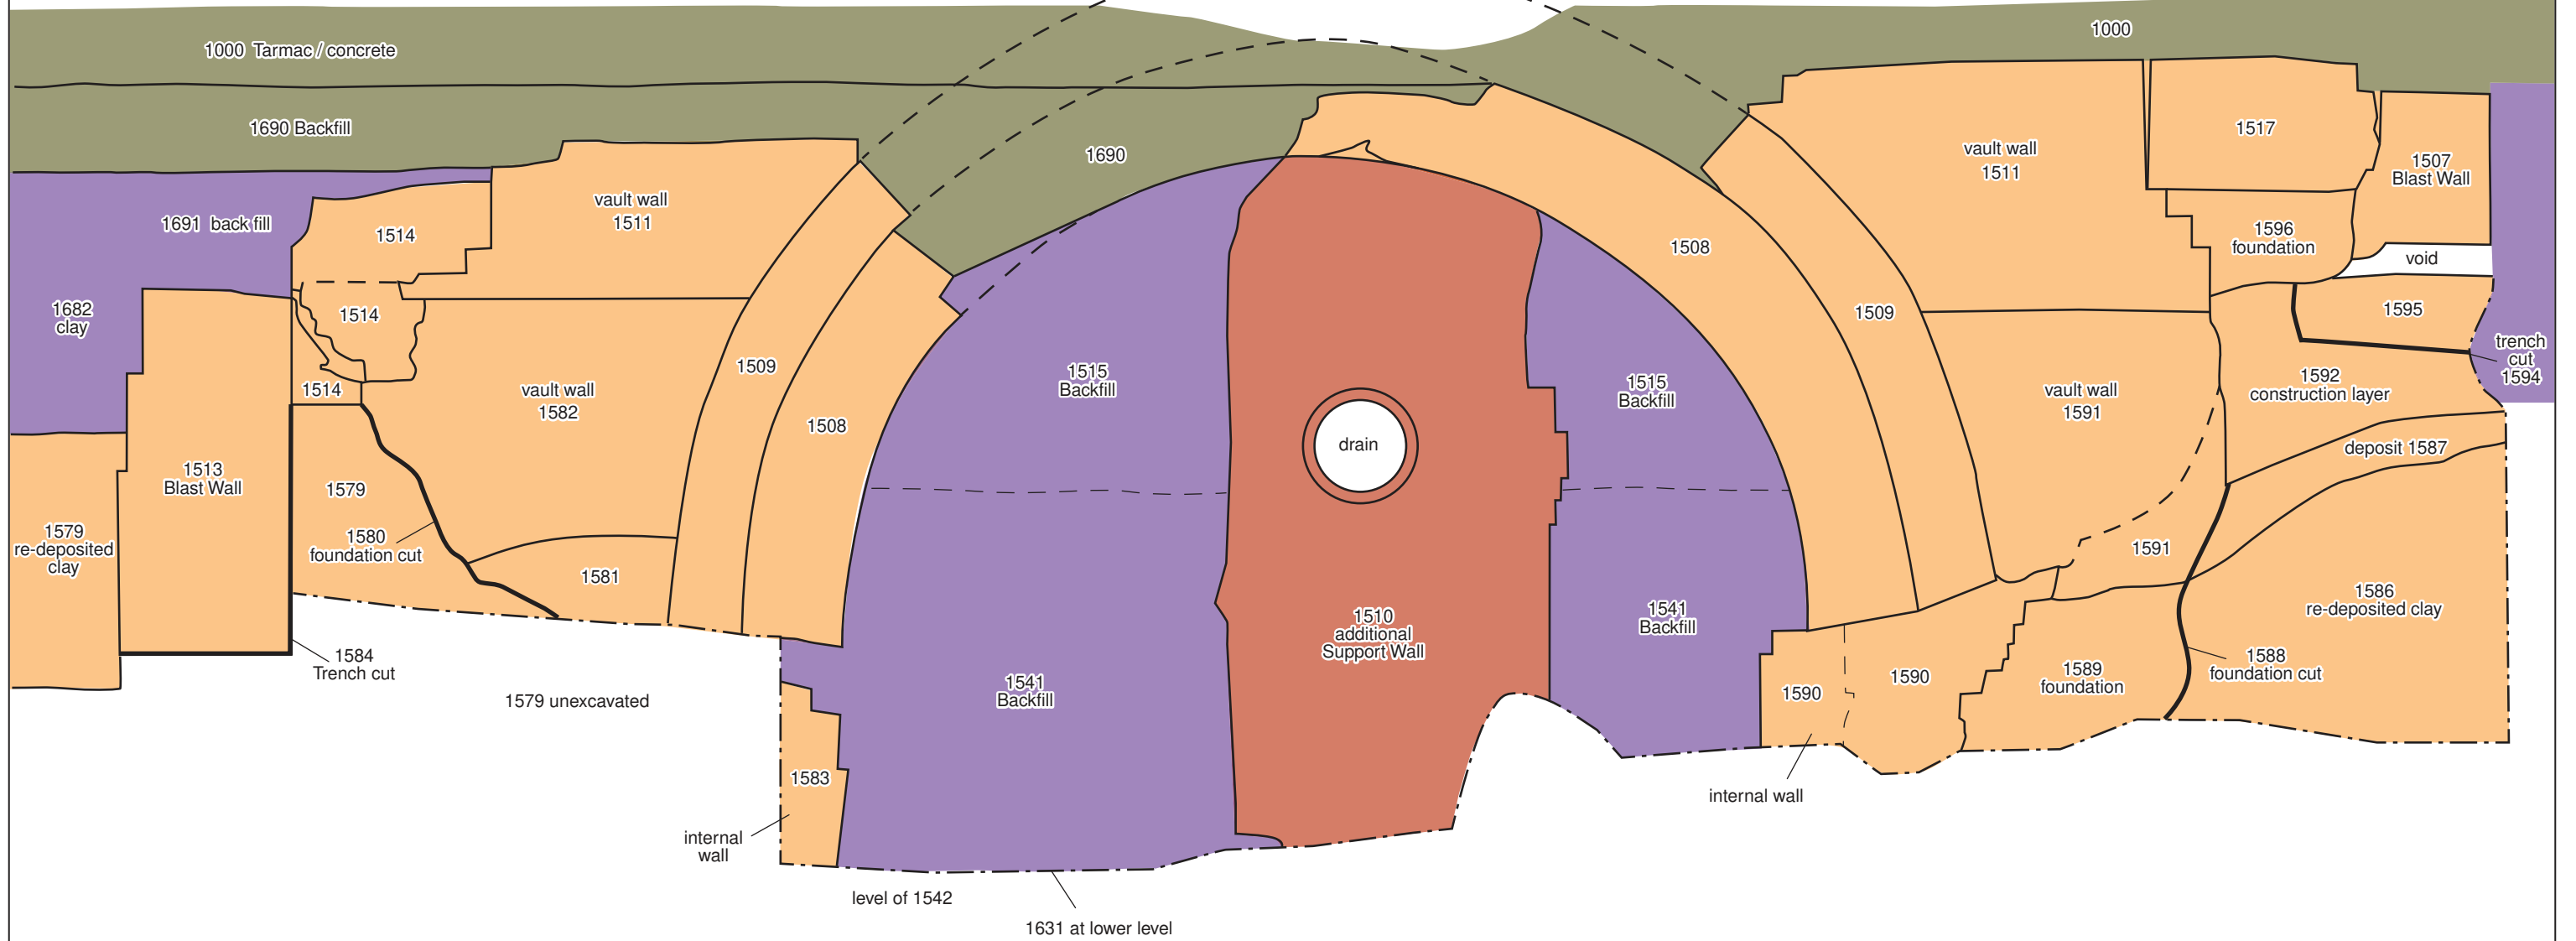 1000 Tarmac / concrete
1000
1690 Backfill
1690
1691 back fill
1514
vault wall
1511
vault wall
1511
1517
1507
Blast Wall
1596
foundation
void
1508
1682
clay
1514
1509
1595
trench
cut
1594
1514
vault wall
1582
1509
1508
1515
Backfill
drain
1515
Backfill
vault wall
1591
1592
construction layer
deposit 1587
1513
Blast Wall
1579
1580
foundation cut
1579
re-deposited
clay
1581
1591
1586
re-deposited clay
1510
additional
Support Wall
1541
Backfill
1584
Trench cut
1579 unexcavated
1541
Backfill
1590
1590
1589
foundation
1588
foundation cut
1583
internal wall
internal
wall
level of 1542
1631 at lower level